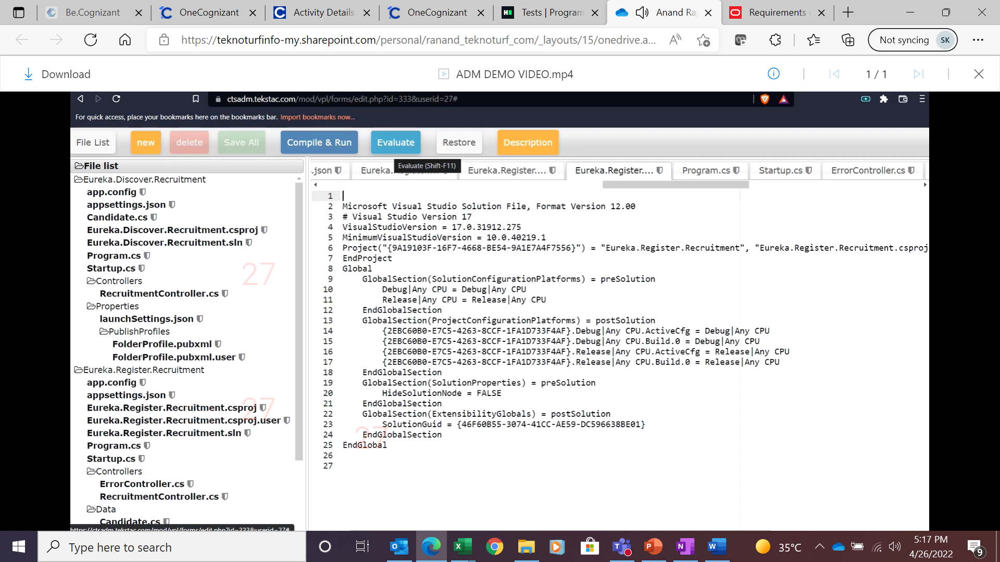 Be.Cognizant
OneCognizant
Activity Details
OneCognizant
Tests | Program
Anand Raj
Requirements
https://teknoturfinfo-my.sharepoint.com/personal/ranand_teknoturf_com/_layouts/15/onedrive.a...
Not syncing SK
Download
ADM DEMO VIDEO.mp4
1 / 1
ctsadm.tekstac.com/mod/vpl/forms/edit.php?id=333&userid=27#
For quick access, place your bookmarks here on the bookmarks bar. Import bookmarks now...
File List
new
delete
Save All
Compile & Run
Evaluate
Restore
Description
Evaluate (Shift-F11)
File list
Eureka.Discover.Recruitment
app.config
appsettings.json
Candidate.cs
Eureka.Discover.Recruitment.csproj
Eureka.Discover.Recruitment.sln
Program.cs
Startup.cs
Controllers
RecruitmentController.cs
Properties
launchSettings.json
PublishProfiles
FolderProfile.pubxml
FolderProfile.pubxml.user
Eureka.Register.Recruitment
app.config
appsettings.json
Eureka.Register.Recruitment.csproj
Eureka.Register.Recruitment.csproj.user
Eureka.Register.Recruitment.sln
Program.cs
Startup.cs
Controllers
ErrorController.cs
RecruitmentController.cs
Data
Candidate.cs
27
27
27
https://ctsadm.tekstac.com/mod/vpl/forms/edit.php?id=333&userid=27#
.json
Eureka.Register....
Eureka.Register....
Program.cs
Startup.cs
ErrorController.cs
1
2 Microsoft Visual Studio Solution File, Format Version 12.00
3 # Visual Studio Version 17
4 VisualStudioVersion = 17.0.31912.275
5 MinimumVisualStudioVersion = 10.0.40219.1
6 Project("{9A19103F-16F7-4668-BE54-9A1E7A4F7556}") = "Eureka.Register.Recruitment", "Eureka.Register.Recruitment.csproj
7 EndProject
8 Global
9 GlobalSection(SolutionConfigurationPlatforms) = preSolution
10 Debug|Any CPU = Debug|Any CPU
11 Release|Any CPU = Release|Any CPU
12 EndGlobalSection
13 GlobalSection(ProjectConfigurationPlatforms) = postSolution
14 {2EBC60B0-E7C5-4263-8CCF-1FA1D733F4AF}.Debug|Any CPU.ActiveCfg = Debug|Any CPU
15 {2EBC60B0-E7C5-4263-8CCF-1FA1D733F4AF}.Debug|Any CPU.Build.0 = Debug|Any CPU
16 {2EBC60B0-E7C5-4263-8CCF-1FA1D733F4AF}.Release|Any CPU.ActiveCfg = Release|Any CPU
17 {2EBC60B0-E7C5-4263-8CCF-1FA1D733F4AF}.Release|Any CPU.Build.0 = Release|Any CPU
18 EndGlobalSection
19 GlobalSection(SolutionProperties) = preSolution
20 HideSolutionNode = FALSE
21 EndGlobalSection
22 GlobalSection(ExtensibilityGlobals) = postSolution
23 SolutionGuid = {46F60B55-3074-41CC-AE59-DC596638BE01}
24 EndGlobalSection
25 EndGlobal
26
27
Type here to search
35°C
5:17 PM
4/26/2022
9